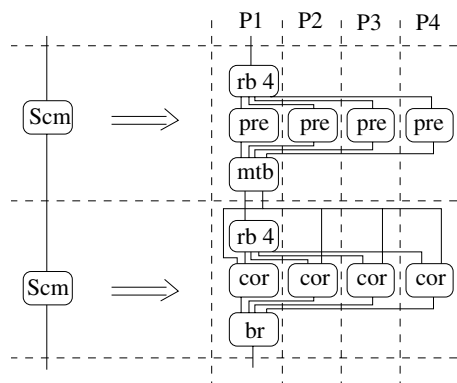 P1 P2 P3 P4
rb 4
Scm pre pre pre pre
mtb
rb 4
Scm cor cor cor cor
br